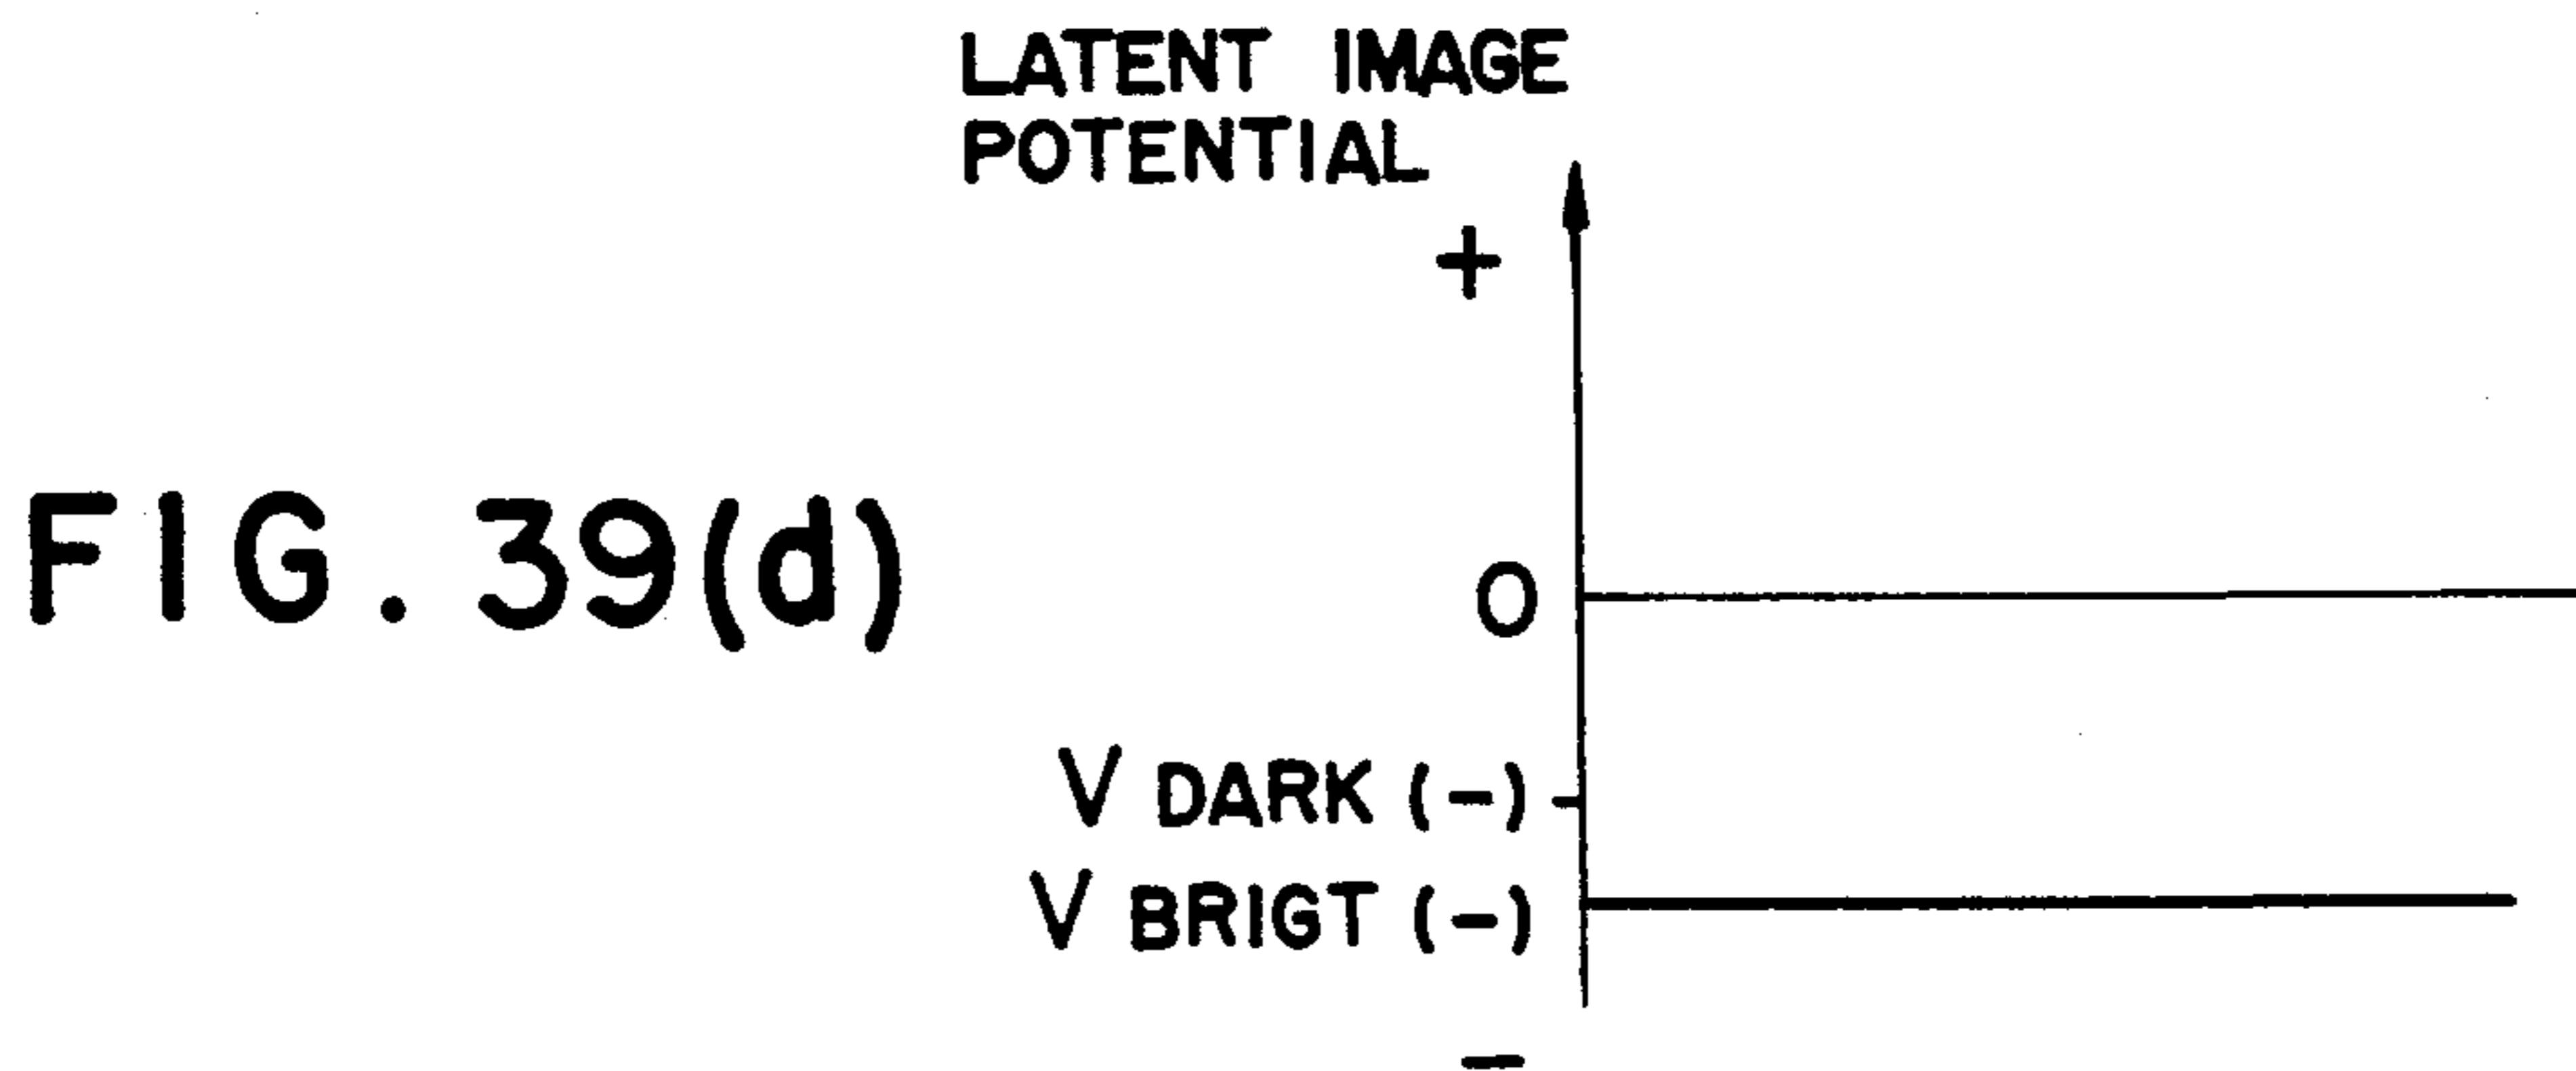 LATENT IMAGE
POTENTIAL
+
FIG. 39(d)
0
V DARK (-)
V BRIGT (-)
-